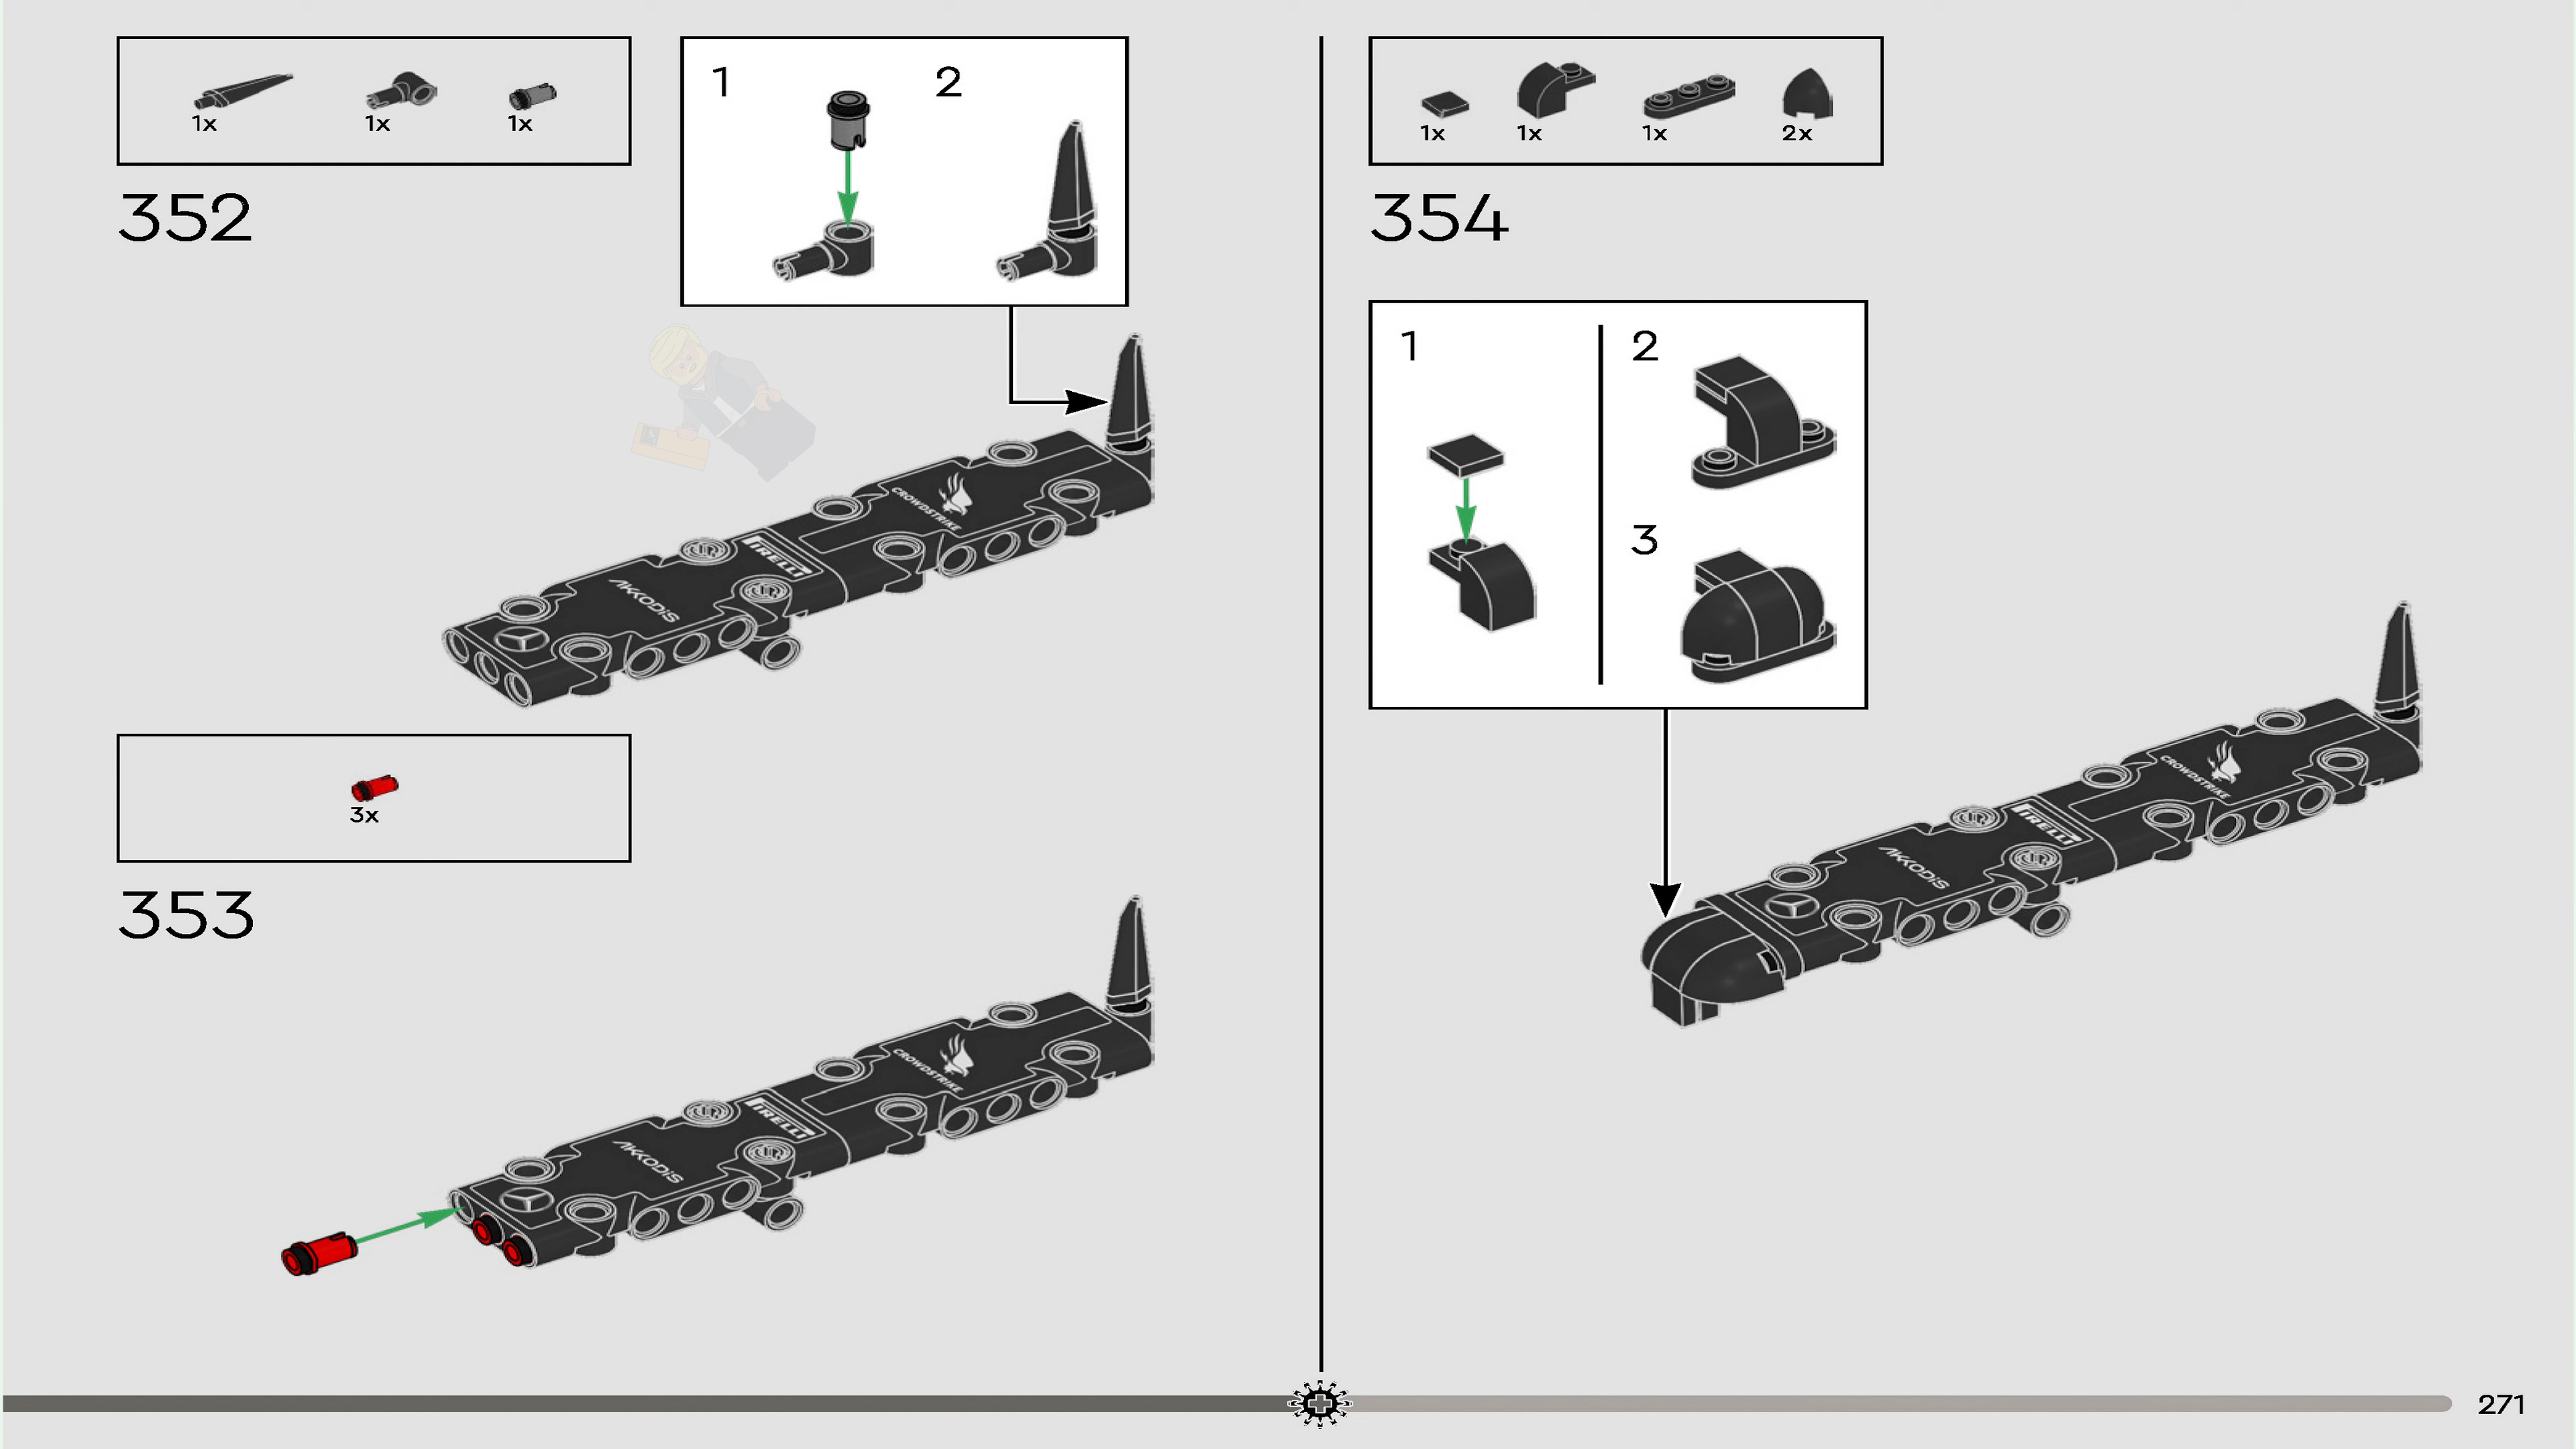 1x 1x 1x
352
1 2
CROWDSTRIKE
PIRELLI
AKKODIS
3x
353
CROWDSTRIKE
PIRELLI
AKKODIS
1x 1x 1x 2x
354
1 2
3
CROWDSTRIKE
PIRELLI
AKKODIS
271